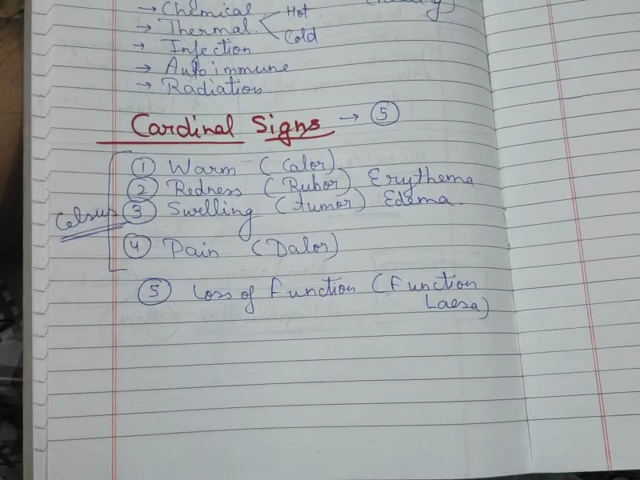 → Chemical
→ Thermal < Hot
Cold
→ Infection
→ Autoimmune
→ Radiation
Cardinal Signs → 5
1 Warm (Calor)
2 Redness (Rubor) Erythema
Celsus 3 Swelling (tumor) Edema.
4 Pain (Dalor)
5 Loss of Function (Function
Laesa)